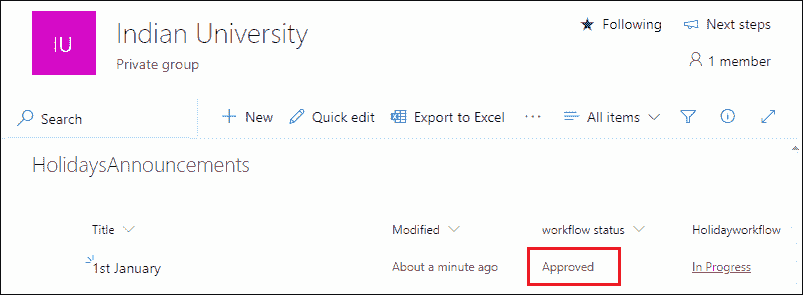 IU
Indian University
Private group
Following
Next steps
1 member
Search
New
Quick edit
Export to Excel
...
All items
HolidaysAnnouncements
Title
Modified
workflow status
Holidayworkflow
1st January
About a minute ago
Approved
In Progress